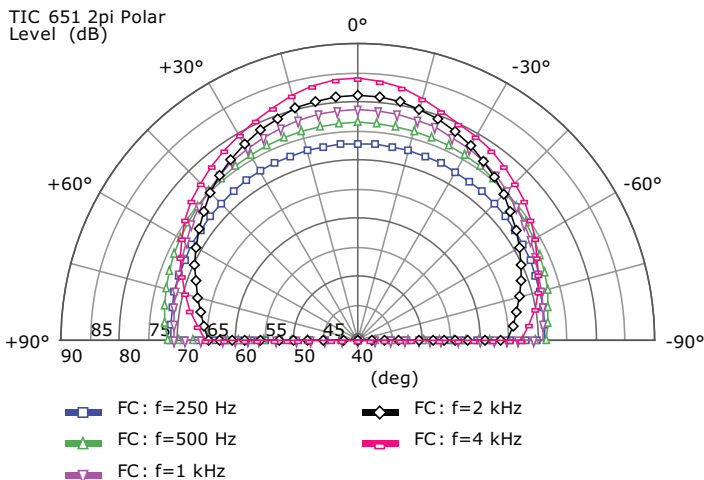 TIC 651 2pi Polar
Level (dB)
0°
+30°
-30°
+60°
-60°
85
75
65
55
45
+90°
-90°
90
80
70
60
50
40
(deg)
FC: f=250 Hz
FC: f=2 kHz
FC: f=500 Hz
FC: f=4 kHz
FC: f=1 kHz